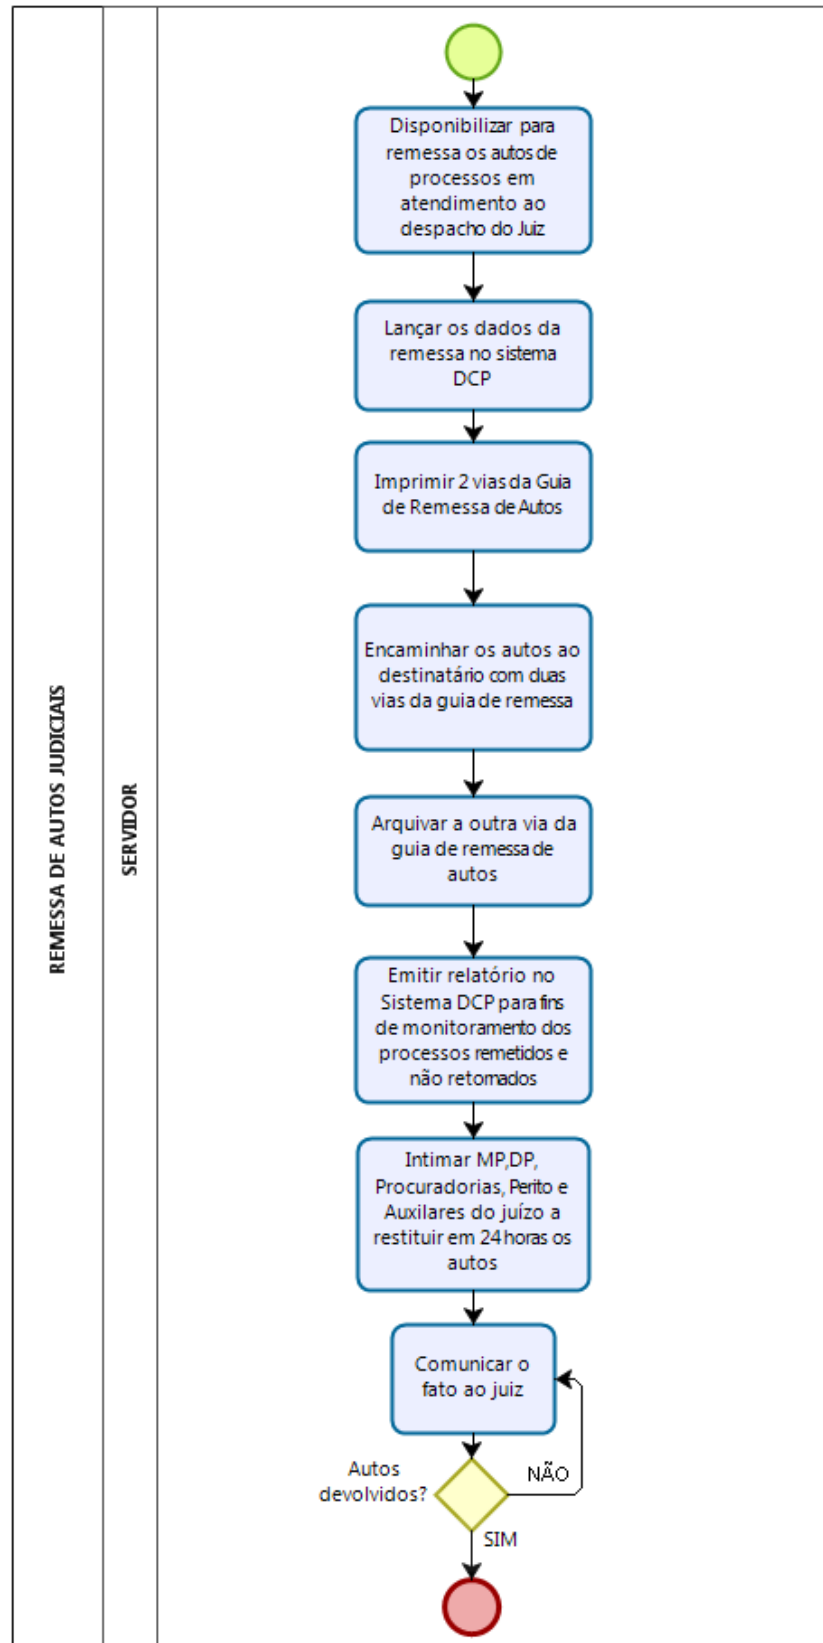 REMESSA DE AUTOS JUDICIAIS
SERVIDOR
Disponibilizar para
remessa os autos de
processos em
atendimento ao
despacho do Juiz
Lançar os dados da
remessa no sistema
DCP
Imprimir 2 vias da Guia
de Remessa de Autos
Encaminhar os autos ao
destinatário com duas
vias da guia de remessa
Arquivar a outra via da
guia de remessa de
autos
Emitir relatório no
Sistema DCP para fins
de monitoramento dos
processos remetidos e
não retornados
Intimar MP,DP,
Procuradorias, Perito e
Auxilares do juízo a
restituir em 24 horas os
autos
Comunicar o
fato ao juiz
Autos
devolvidos?
NÃO
SIM